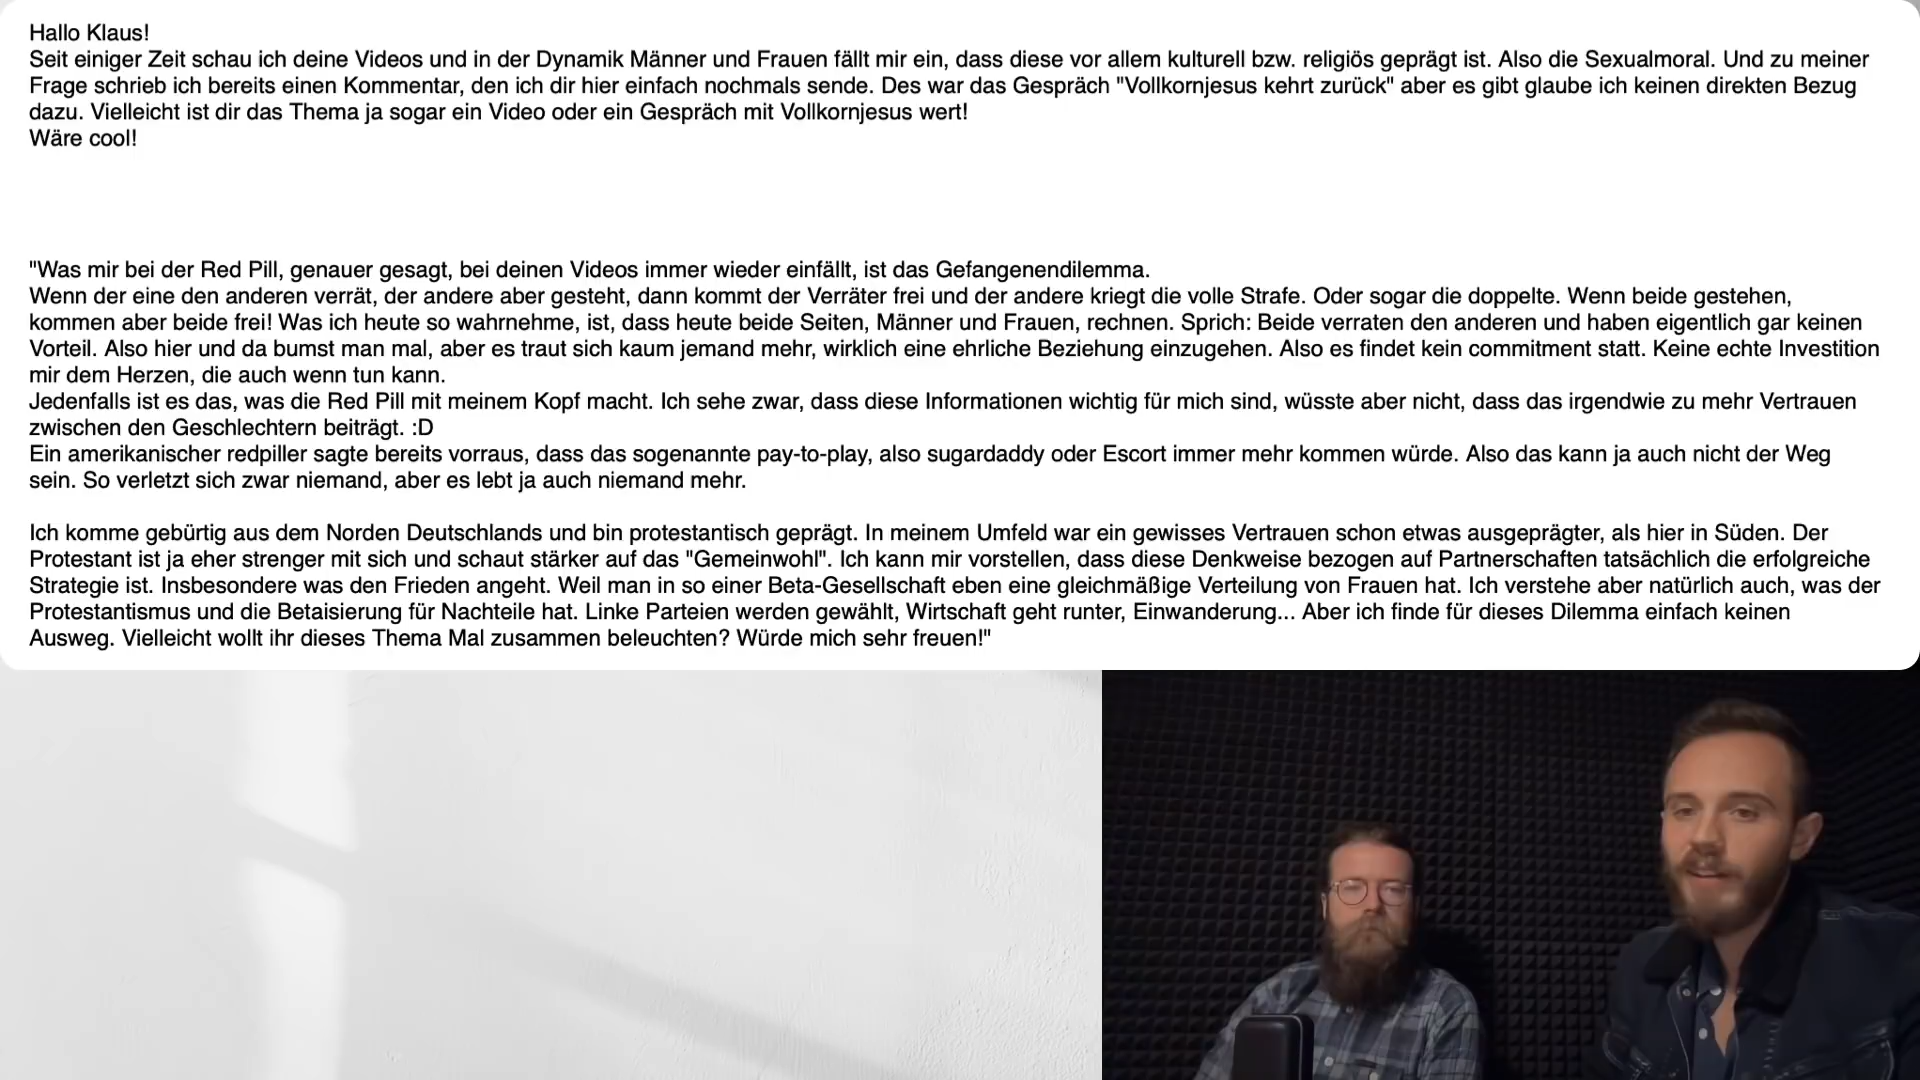 Hallo Klaus!
Seit einiger Zeit schau ich deine Videos und in der Dynamik Männer und Frauen fällt mir ein, dass diese vor allem kulturell bzw. religiös geprägt ist. Also die Sexualmoral. Und zu meiner
Frage schrieb ich bereits einen Kommentar, den ich dir hier einfach nochmals sende. Des war das Gespräch "Vollkornjesus kehrt zurück" aber es gibt glaube ich keinen direkten Bezug
dazu. Vielleicht ist dir das Thema ja sogar ein Video oder ein Gespräch mit Vollkornjesus wert!
Wäre cool!
"Was mir bei der Red Pill, genauer gesagt, bei deinen Videos immer wieder einfällt, ist das Gefangenendilemma.
Wenn der eine den anderen verrät, der andere aber gesteht, dann kommt der Verräter frei und der andere kriegt die volle Strafe. Oder sogar die doppelte. Wenn beide gestehen,
kommen aber beide frei! Was ich heute so wahrnehme, ist, dass heute beide Seiten, Männer und Frauen, rechnen. Sprich: Beide verraten den anderen und haben eigentlich gar keinen
Vorteil. Also hier und da bumst man mal, aber es traut sich kaum jemand mehr, wirklich eine ehrliche Beziehung einzugehen. Also es findet kein commitment statt. Keine echte Investition
mir dem Herzen, die auch wenn tun kann.
Jedenfalls ist es das, was die Red Pill mit meinem Kopf macht. Ich sehe zwar, dass diese Informationen wichtig für mich sind, wüsste aber nicht, dass das irgendwie zu mehr Vertrauen
zwischen den Geschlechtern beiträgt. :D
Ein amerikanischer redpiller sagte bereits vorraus, dass das sogenannte pay-to-play, also sugardaddy oder Escort immer mehr kommen würde. Also das kann ja auch nicht der Weg
sein. So verletzt sich zwar niemand, aber es lebt ja auch niemand mehr.
Ich komme gebürtig aus dem Norden Deutschlands und bin protestantisch geprägt. In meinem Umfeld war ein gewisses Vertrauen schon etwas ausgeprägter, als hier in Süden. Der
Protestant ist ja eher strenger mit sich und schaut stärker auf das "Gemeinwohl". Ich kann mir vorstellen, dass diese Denkweise bezogen auf Partnerschaften tatsächlich die erfolgreiche
Strategie ist. Insbesondere was den Frieden angeht. Weil man in so einer Beta-Gesellschaft eben eine gleichmäßige Verteilung von Frauen hat. Ich verstehe aber natürlich auch, was der
Protestantismus und die Betaisierung für Nachteile hat. Linke Parteien werden gewählt, Wirtschaft geht runter, Einwanderung... Aber ich finde für dieses Dilemma einfach keinen
Ausweg. Vielleicht wollt ihr dieses Thema Mal zusammen beleuchten? Würde mich sehr freuen!"